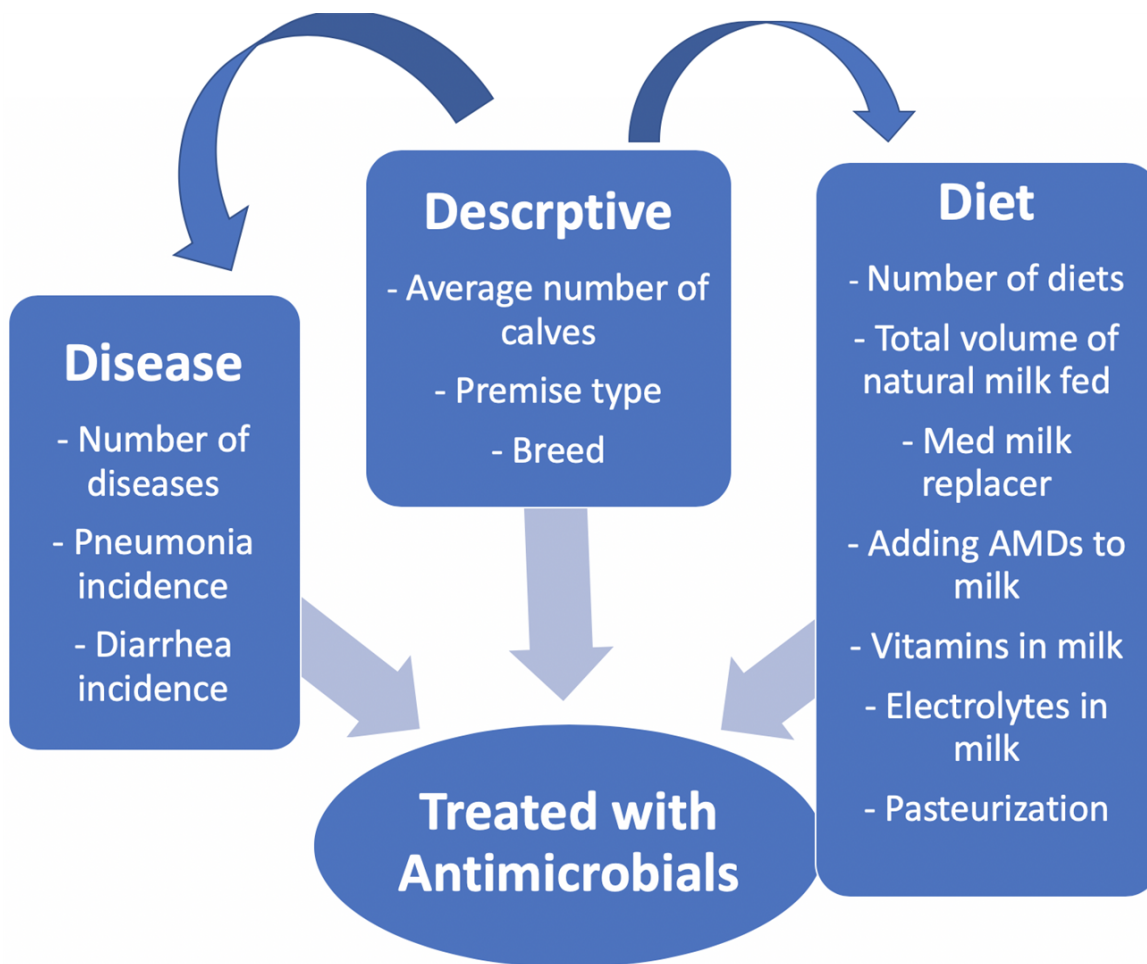 Disease
- Number of
diseases
- Pneumonia
incidence
- Diarrhea
incidence
Descrptive
- Average number of
calves
- Premise type
- Breed
Diet
- Number of diets
- Total volume of
natural milk fed
- Med milk
replacer
- Adding AMDs to
milk
- Vitamins in milk
- Electrolytes in
milk
- Pasteurization
Treated with
Antimicrobials